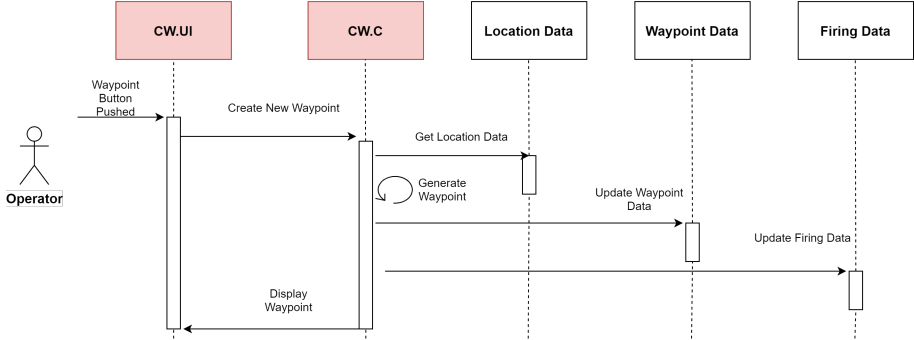 CW.UI
CW.C
Location Data
Waypoint Data
Firing Data
Waypoint
Button
Pushed
Create New Waypoint
Get Location Data
Operator
Generate
Waypoint
Update Waypoint
Data
Update Firing Data
Display
Waypoint